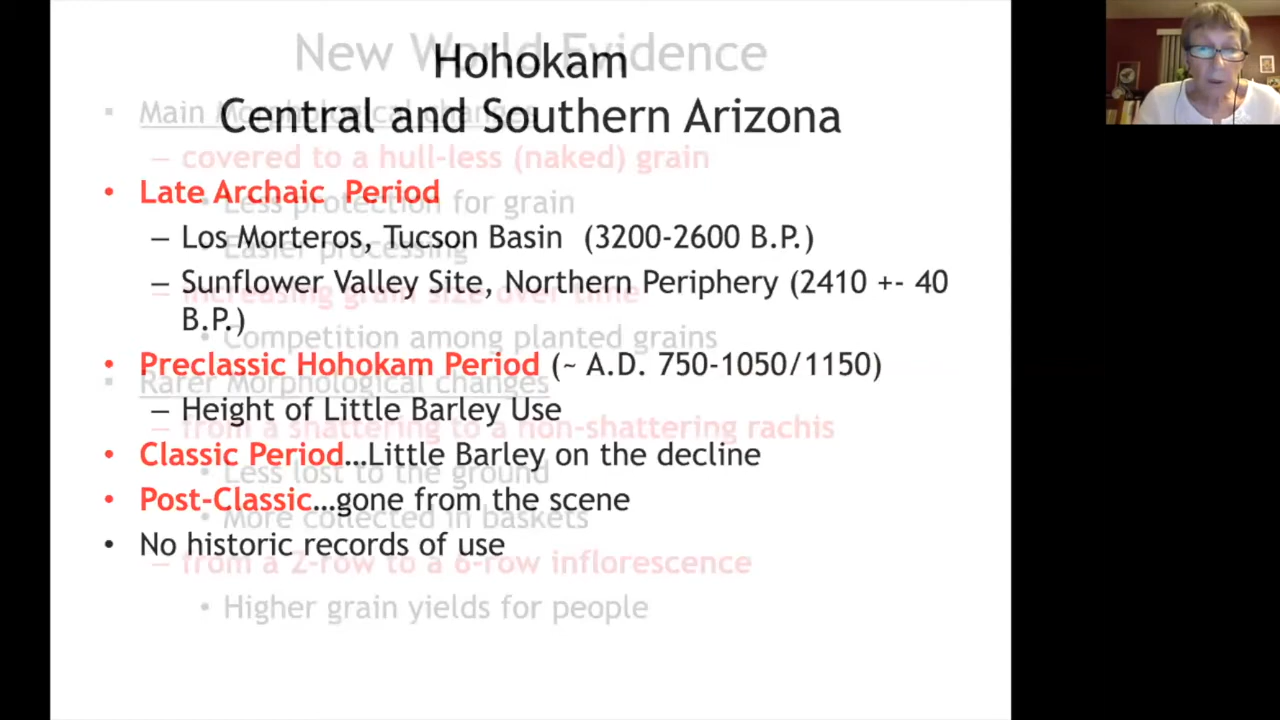 New World Evidence
Hohokam
Main Morphological changes
Central and Southern Arizona
– covered to a hull-less (naked) grain
• Late Archaic Period
• Less protection for grain
– Los Morteros, Tucson Basin (3200-2600 B.P.)
• Easier processing
– Sunflower Valley Site, Northern Periphery (2410 +- 40
– increasing grain size over time
B.P.)
• Competition among planted grains
• Preclassic Hohokam Period (~ A.D. 750-1050/1150)
Rarer Morphological changes
– Height of Little Barley Use
– from a shattering to a non-shattering rachis
• Classic Period…Little Barley on the decline
• Less lost to the ground
• Post-Classic…gone from the scene
• More collected in baskets
• No historic records of use
– from a 2-row to a 6-row inflorescence
• Higher grain yields for people